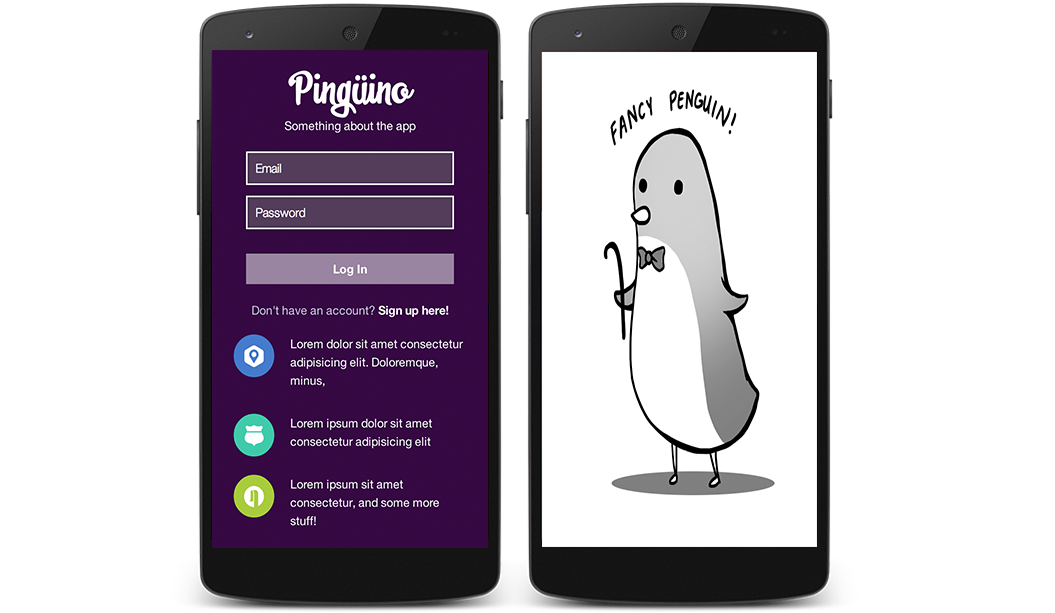 Pingüino
Something about the app
Email
Password
Log In
Don't have an account? Sign up here!
Lorem dolor sit amet consectetur
adipisicing elit. Doloremque,
minus,
Lorem ipsum dolor sit amet
consectetur adipisicing elit
Lorem ipsum sit amet
consectetur, and some more
stuff!
FANCY PENGUIN!